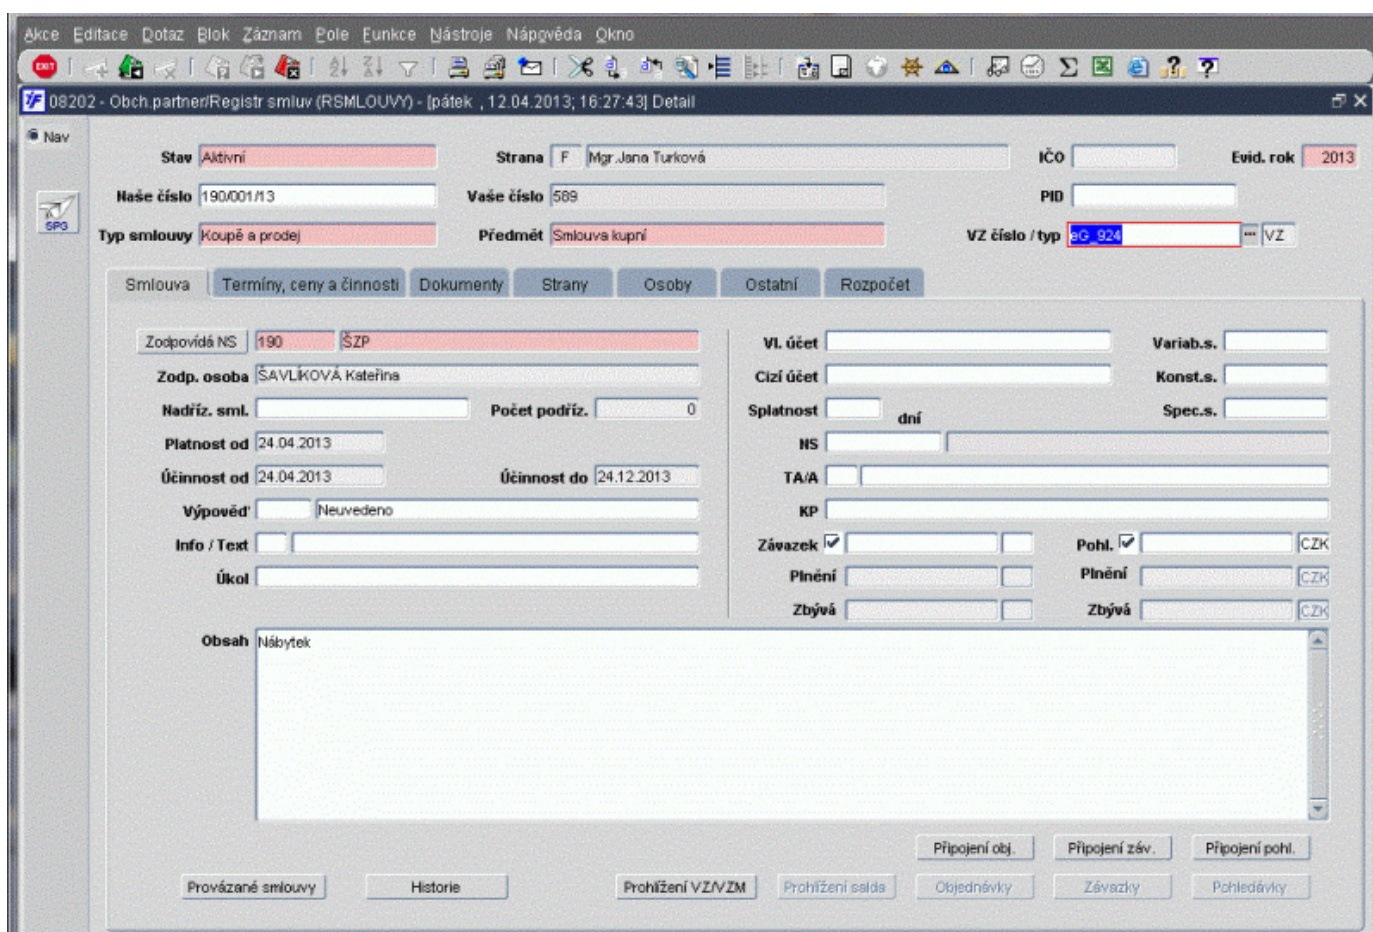 Akce Editace Dotaz Blok Záznam Pole Funkce Nástroje Nápověda Okno
EXIT
08202 - Obch.partner/Registr smluv (RSMLOUVY) - [pátek , 12.04.2013; 16:27:43] Detail
Nav
Stav Aktivní Strana F Mgr.Jana Turková IČO Evid. rok 2013
Naše číslo 190/001/13 Vaše číslo 589 PID
SPG
Typ smlouvy Koupě a prodej Předmět Smlouva kupní VZ číslo / typ eG_924 ... VZ
Smlouva Termíny, ceny a činnosti Dokumenty Strany Osoby Ostatní Rozpočet
Zodpovídá NS 190 ŠZP Vl. účet Variab.s.
Zodp. osoba ŠAVLÍKOVÁ Kateřina Cizí účet Konst.s.
Nadříz. sml. Počet podříz. 0 Splatnost dní Spec.s.
Platnost od 24.04.2013 NS
Účinnost od 24.04.2013 Účinnost do 24.12.2013 TA/A
Výpověď Neuvedeno KP
Info / Text Závazek Pohl. CZK
Úkol Plnění Plnění CZK
Zbývá Zbývá CZK
Obsah Nábytek
Připojení obj. Připojení záv. Připojení pohl.
Provázané smlouvy Historie Prohlížení VZ/VZM Prohlížení salda Objednávky Závazky Pohledávky